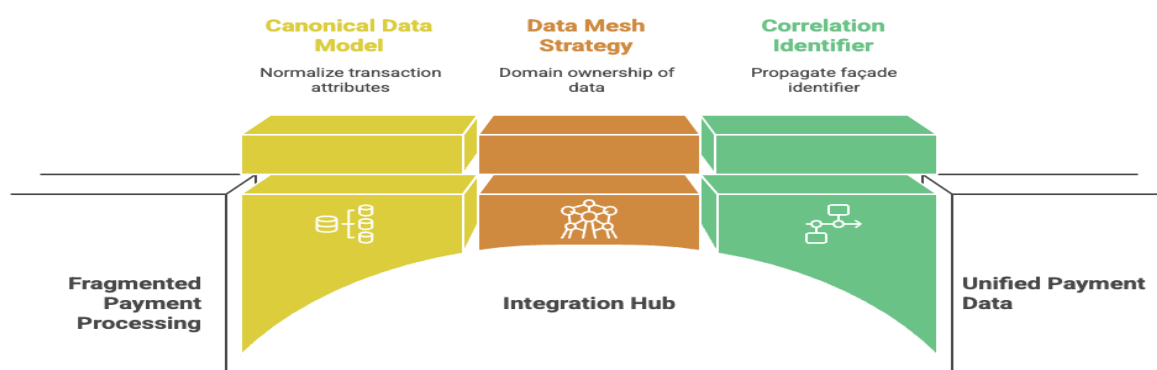 Canonical Data
Model
Normalize transaction
attributes
Data Mesh
Strategy
Domain ownership of
data
Correlation
Identifier
Propagate façade
identifier
Fragmented
Payment
Processing
Integration Hub
Unified Payment
Data